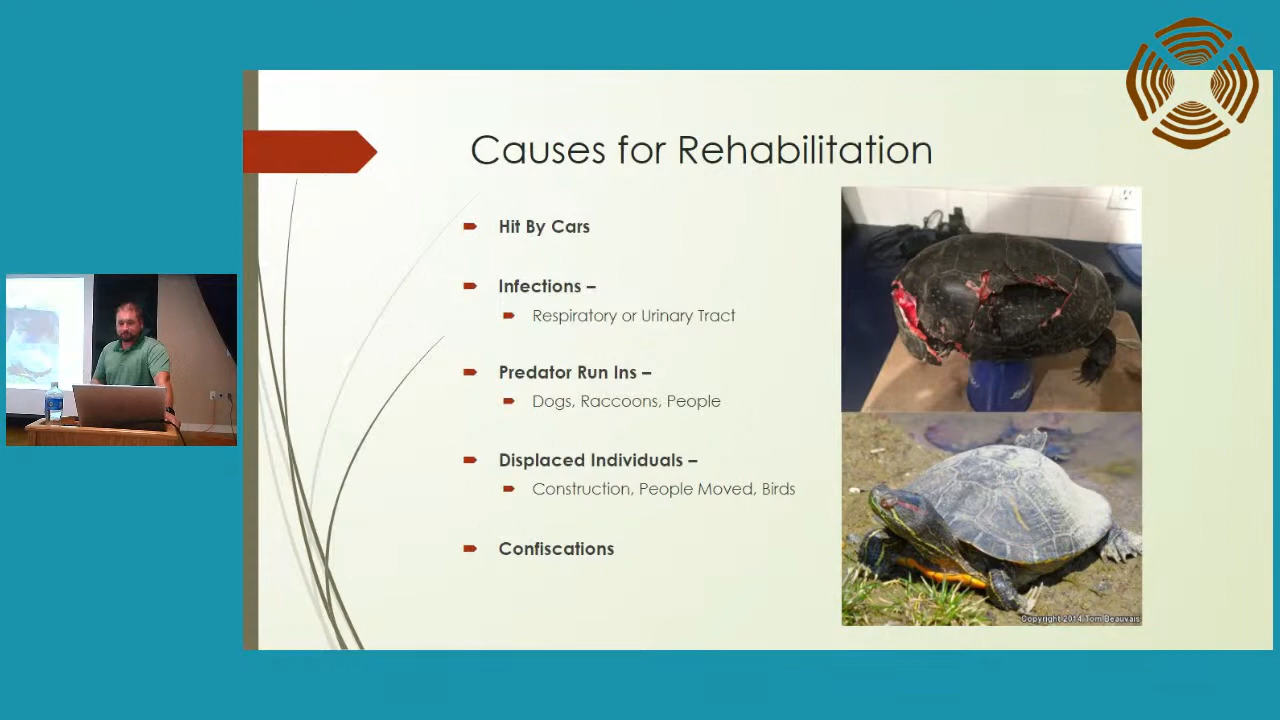 Causes for Rehabilitation
Hit By Cars
Infections –
Respiratory or Urinary Tract
Predator Run Ins –
Dogs, Raccoons, People
Displaced Individuals –
Construction, People Moved, Birds
Confiscations
Copyright 2014 Tom Beauvais